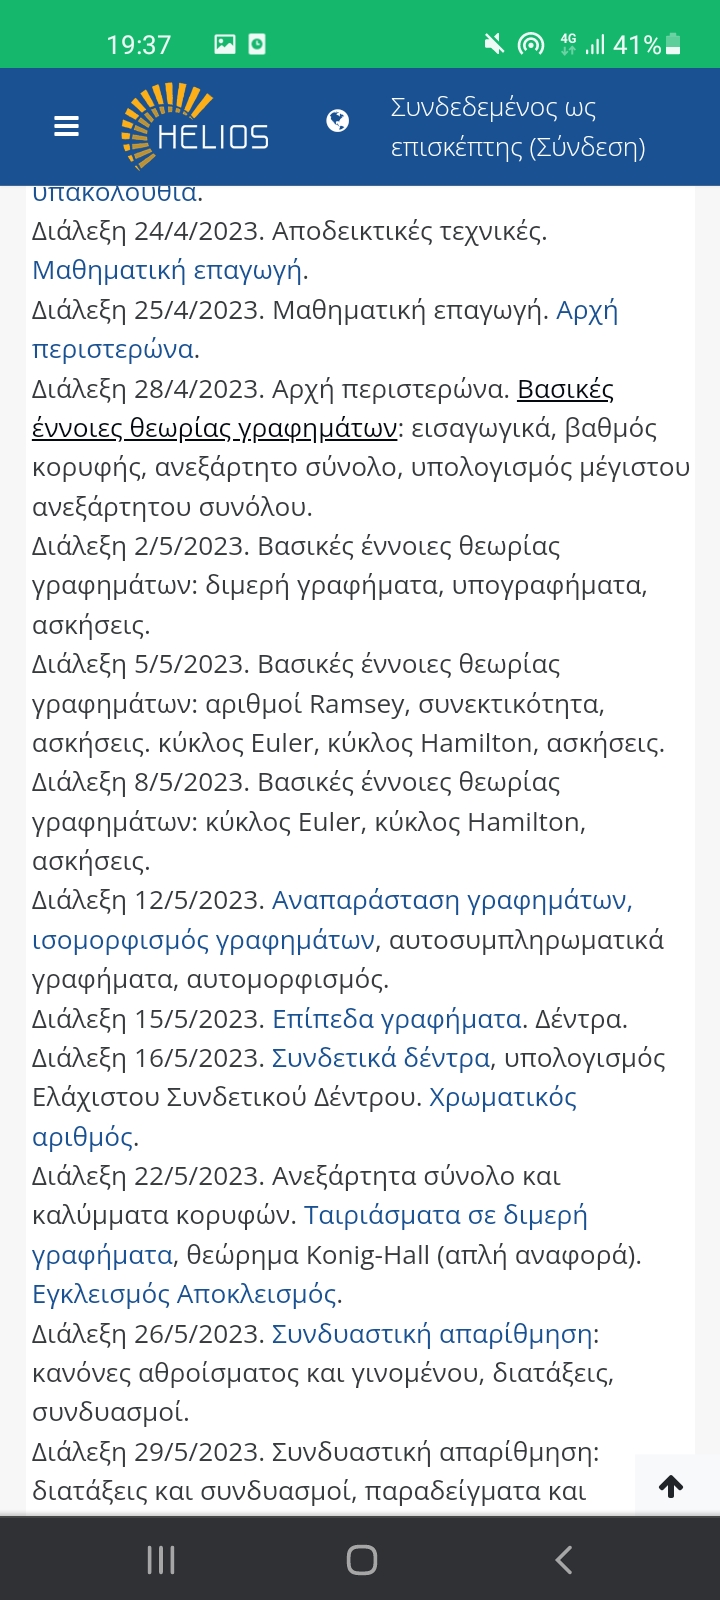 19:37
4G 41%
HELIOS
Συνδεδεμένος ως
επισκέπτης (Σύνδεση)
υπακολουθία.
Διάλεξη 24/4/2023. Αποδεικτικές τεχνικές.
Μαθηματική επαγωγή.
Διάλεξη 25/4/2023. Μαθηματική επαγωγή. Αρχή
περιστερώνα.
Διάλεξη 28/4/2023. Αρχή περιστερώνα. Βασικές
έννοιες θεωρίας γραφημάτων: εισαγωγικά, βαθμός
κορυφής, ανεξάρτητο σύνολο, υπολογισμός μέγιστου
ανεξάρτητου συνόλου.
Διάλεξη 2/5/2023. Βασικές έννοιες θεωρίας
γραφημάτων: διμερή γραφήματα, υπογραφήματα,
ασκήσεις.
Διάλεξη 5/5/2023. Βασικές έννοιες θεωρίας
γραφημάτων: αριθμοί Ramsey, συνεκτικότητα,
ασκήσεις. κύκλος Euler, κύκλος Hamilton, ασκήσεις.
Διάλεξη 8/5/2023. Βασικές έννοιες θεωρίας
γραφημάτων: κύκλος Euler, κύκλος Hamilton,
ασκήσεις.
Διάλεξη 12/5/2023. Αναπαράσταση γραφημάτων,
ισομορφισμός γραφημάτων, αυτοσυμπληρωματικά
γραφήματα, αυτομορφισμός.
Διάλεξη 15/5/2023. Επίπεδα γραφήματα. Δέντρα.
Διάλεξη 16/5/2023. Συνδετικά δέντρα, υπολογισμός
Ελάχιστου Συνδετικού Δέντρου. Χρωματικός
αριθμός.
Διάλεξη 22/5/2023. Ανεξάρτητα σύνολο και
καλύμματα κορυφών. Ταιριάσματα σε διμερή
γραφήματα, θεώρημα Konig-Hall (απλή αναφορά).
Εγκλεισμός Αποκλεισμός.
Διάλεξη 26/5/2023. Συνδυαστική απαρίθμηση:
κανόνες αθροίσματος και γινομένου, διατάξεις,
συνδυασμοί.
Διάλεξη 29/5/2023. Συνδυαστική απαρίθμηση:
διατάξεις και συνδυασμοί, παραδείγματα και